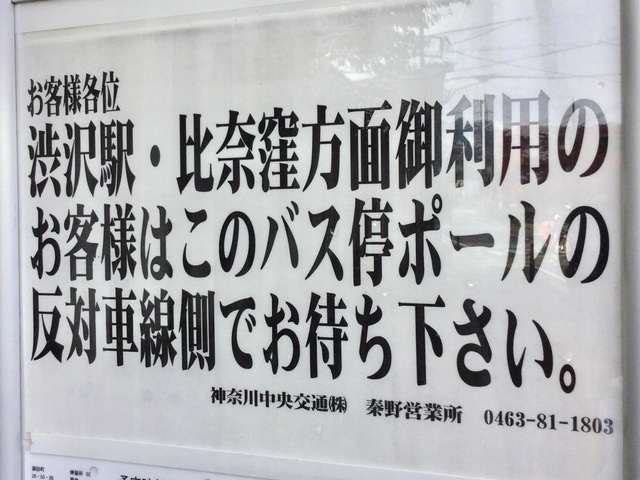 お客様各位
渋沢駅・比奈窪方面御利用の
お客様はこのバス停ポールの
反対車線側でお待ち下さい。
神奈川中央交通㈱ 秦野営業所 0463-81-1803